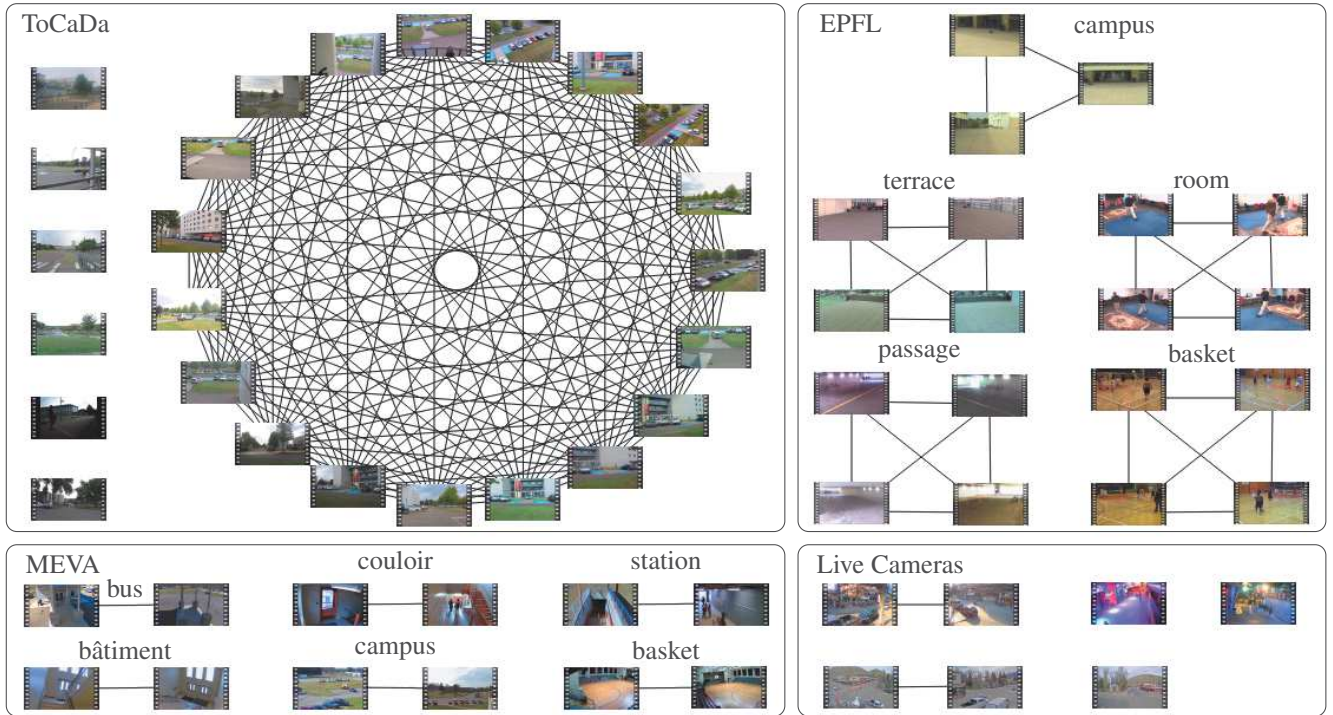 ToCaDa
EPFL
campus
terrace
room
passage
basket
MEVA
bus
couloir
station
bâtiment
campus
basket
Live Cameras